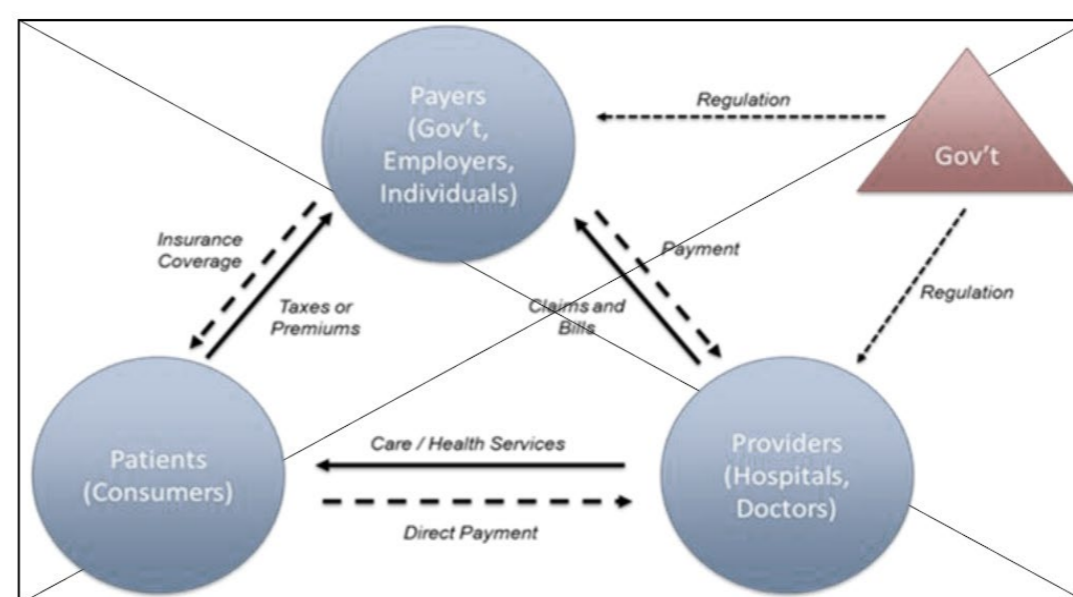 Payers
(Gov't,
Employers,
Individuals)
Regulation
Gov't
Insurance
Coverage
Taxes or
Premiums
Payment
Claims and
Bills
Regulation
Patients
(Consumers)
Care / Health Services
Direct Payment
Providers
(Hospitals,
Doctors)